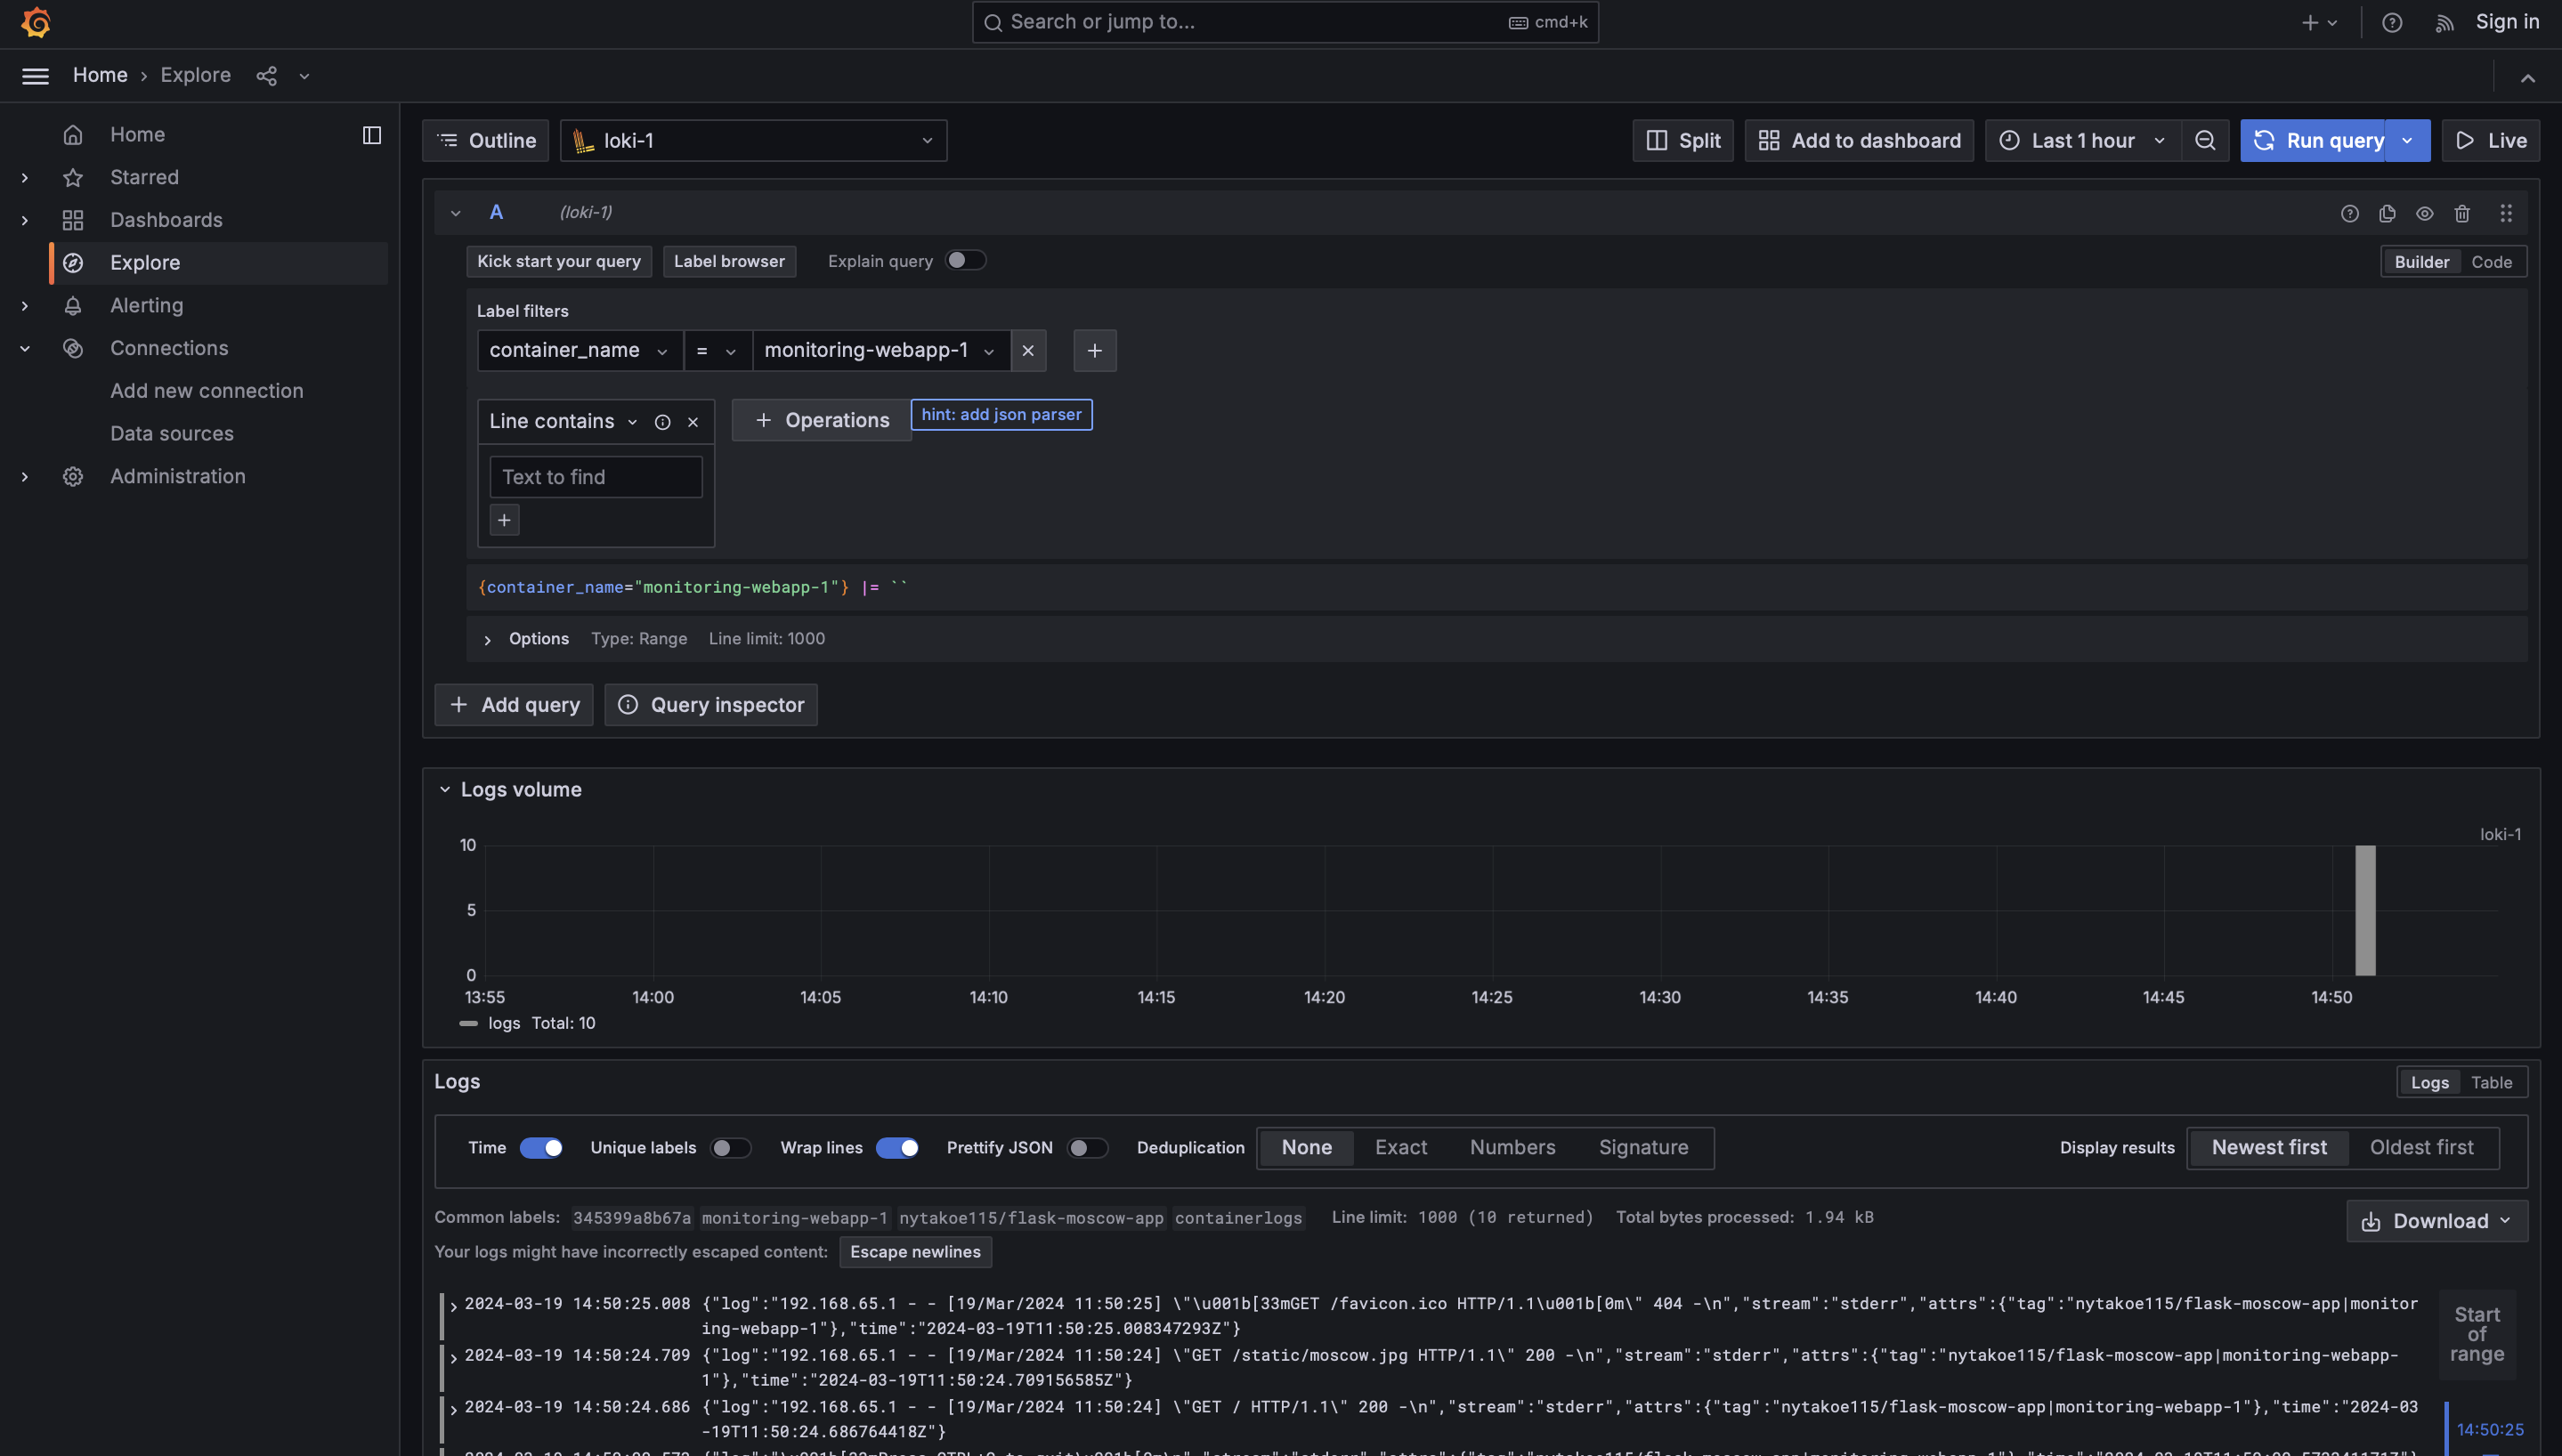 Search or jump to...
cmd+k
Sign in
Home › Explore
Home
Starred
Dashboards
Explore
Alerting
Connections
Add new connection
Data sources
Administration
Outline
loki-1
Split
Add to dashboard
Last 1 hour
Run query
Live
A (loki-1)
Kick start your query
Label browser
Explain query
Builder
Code
Label filters
container_name
=
monitoring-webapp-1
Line contains
Operations
hint: add json parser
Text to find
{container_name="monitoring-webapp-1"} |= ``
Options Type: Range Line limit: 1000
Add query
Query inspector
Logs volume
loki-1
10
5
0
13:55 14:00 14:05 14:10 14:15 14:20 14:25 14:30 14:35 14:40 14:45 14:50
logs Total: 10
Logs
Logs
Table
Time
Unique labels
Wrap lines
Prettify JSON
Deduplication
None
Exact
Numbers
Signature
Display results
Newest first
Oldest first
Common labels: 345399a8b67a monitoring-webapp-1 nytakoe115/flask-moscow-app containerlogs Line limit: 1000 (10 returned) Total bytes processed: 1.94 kB
Download
Your logs might have incorrectly escaped content: Escape newlines
2024-03-19 14:50:25.008 {"log":"192.168.65.1 - - [19/Mar/2024 11:50:25] \"\u001b[33mGET /favicon.ico HTTP/1.1\u001b[0m\" 404 -\n","stream":"stderr","attrs":{"tag":"nytakoe115/flask-moscow-app|monitor
ing-webapp-1"},"time":"2024-03-19T11:50:25.008347293Z"}
2024-03-19 14:50:24.709 {"log":"192.168.65.1 - - [19/Mar/2024 11:50:24] \"GET /static/moscow.jpg HTTP/1.1\" 200 -\n","stream":"stderr","attrs":{"tag":"nytakoe115/flask-moscow-app|monitoring-webapp-
1"},"time":"2024-03-19T11:50:24.709156585Z"}
2024-03-19 14:50:24.686 {"log":"192.168.65.1 - - [19/Mar/2024 11:50:24] \"GET / HTTP/1.1\" 200 -\n","stream":"stderr","attrs":{"tag":"nytakoe115/flask-moscow-app|monitoring-webapp-1"},"time":"2024-03
-19T11:50:24.686764418Z"}
Start
of
range
14:50:25